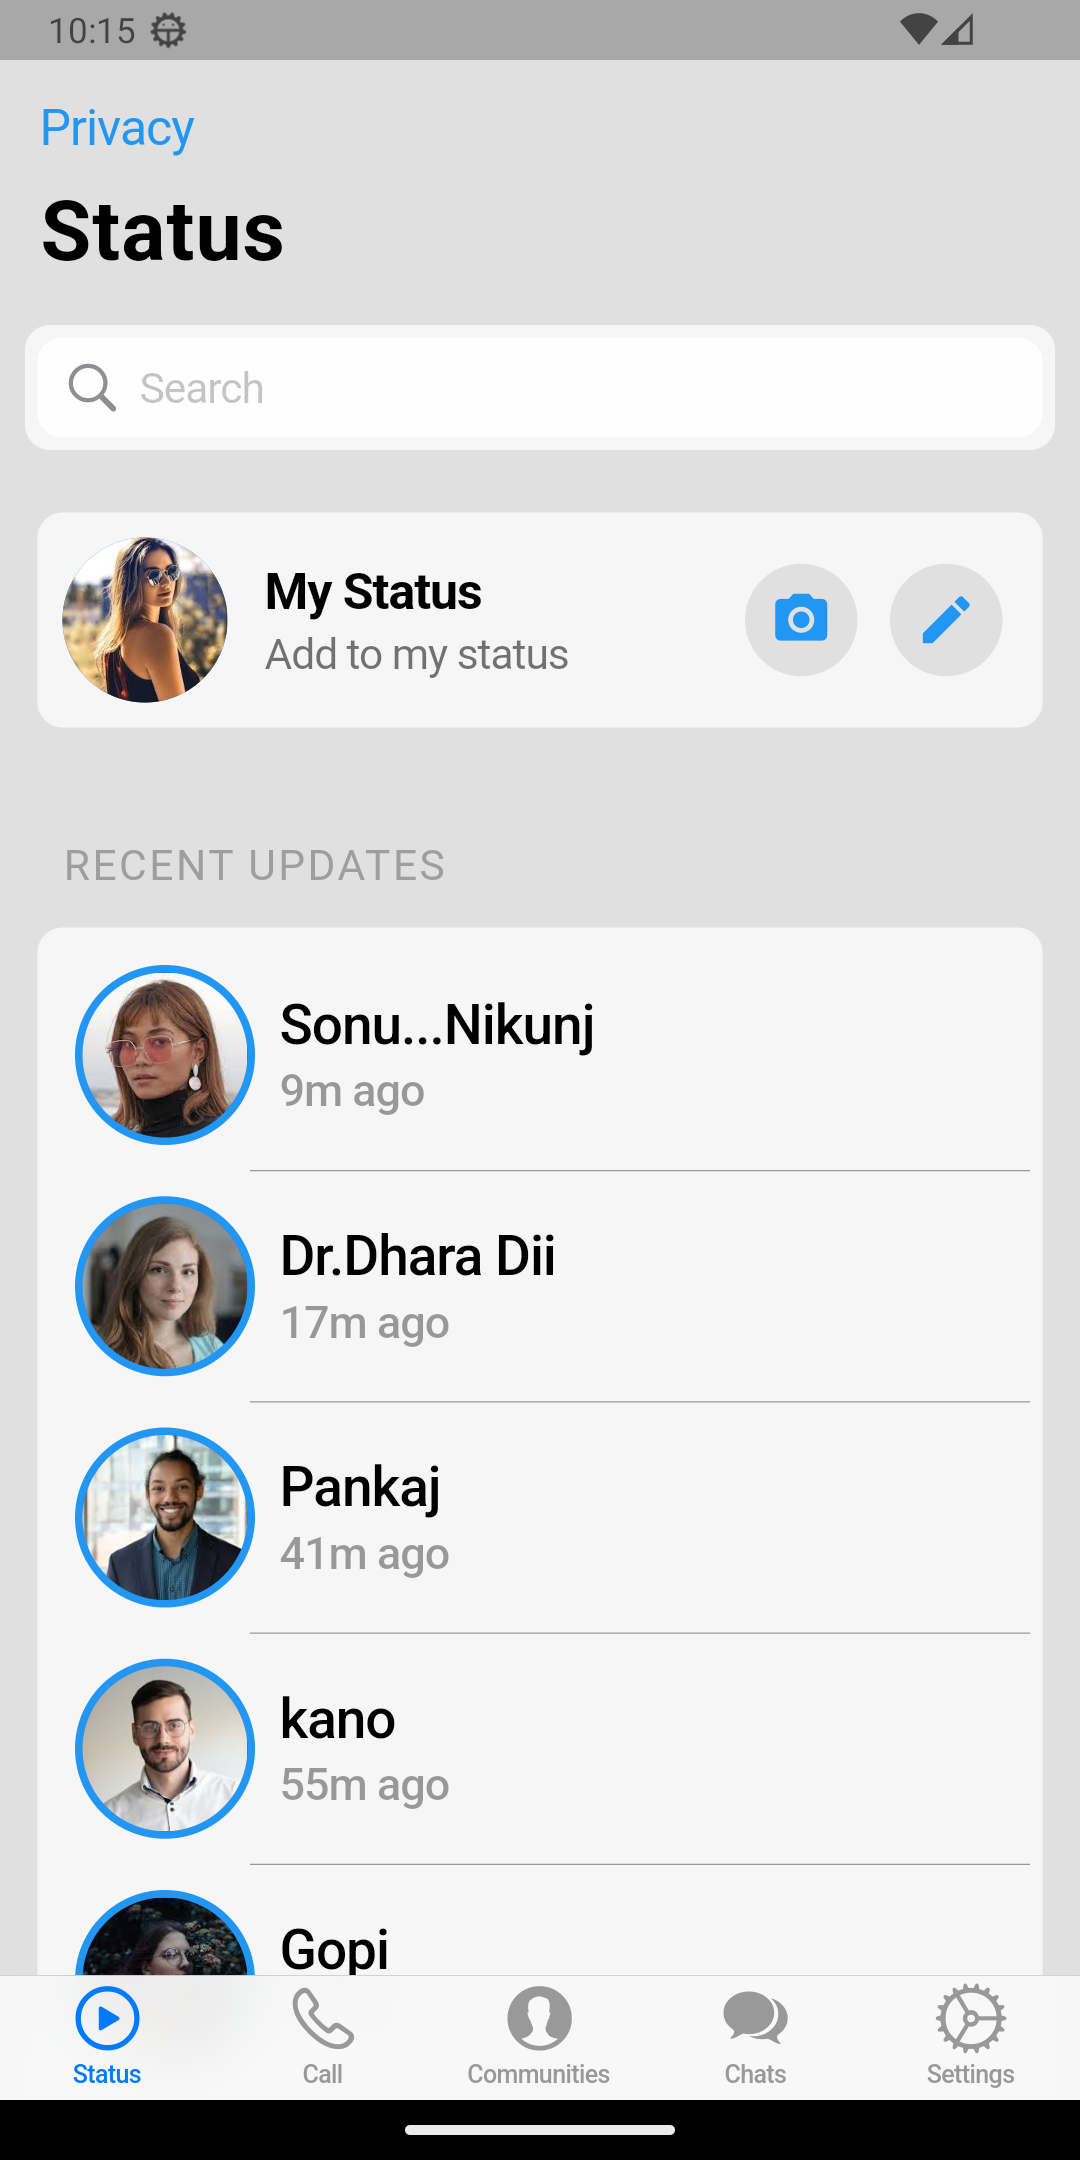 10:15
Privacy
Status
Search
My Status
Add to my status
RECENT UPDATES
Sonu...Nikunj
9m ago
Dr.Dhara Dii
17m ago
Pankaj
41m ago
kano
55m ago
Gopi
Status
Call
Communities
Chats
Settings